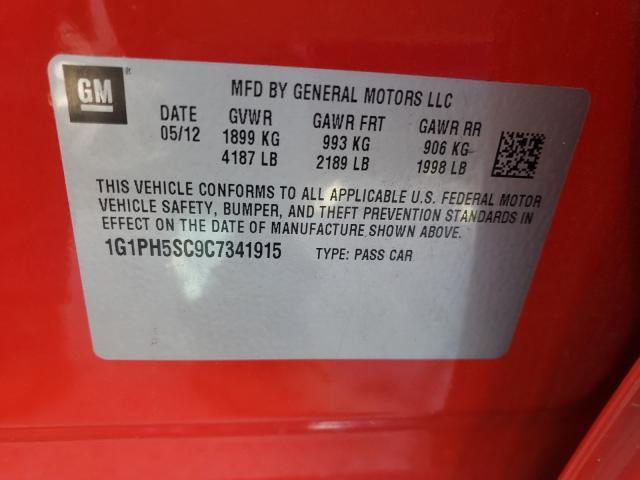 GM ®
MFD BY GENERAL MOTORS LLC
DATE GVWR GAWR FRT GAWR RR
05/12 1899 KG 993 KG 906 KG
4187 LB 2189 LB 1998 LB
THIS VEHICLE CONFORMS TO ALL APPLICABLE U.S. FEDERAL MOTOR
VEHICLE SAFETY, BUMPER, AND THEFT PREVENTION STANDARDS IN
EFFECT ON THE DATE OF MANUFACTURE SHOWN ABOVE.
1G1PH5SC9C7341915 TYPE: PASS CAR